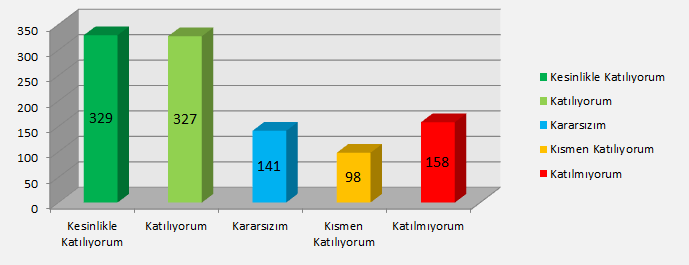 350
300
250
200
150
100
50
0
329
327
141
98
158
Kesinlikle
Katılıyorum
Katılıyorum
Kararsızım
Kısmen
Katılıyorum
Katılmıyorum
Kesinlikle Katılıyorum
Katılıyorum
Kararsızım
Kısmen Katılıyorum
Katılmıyorum